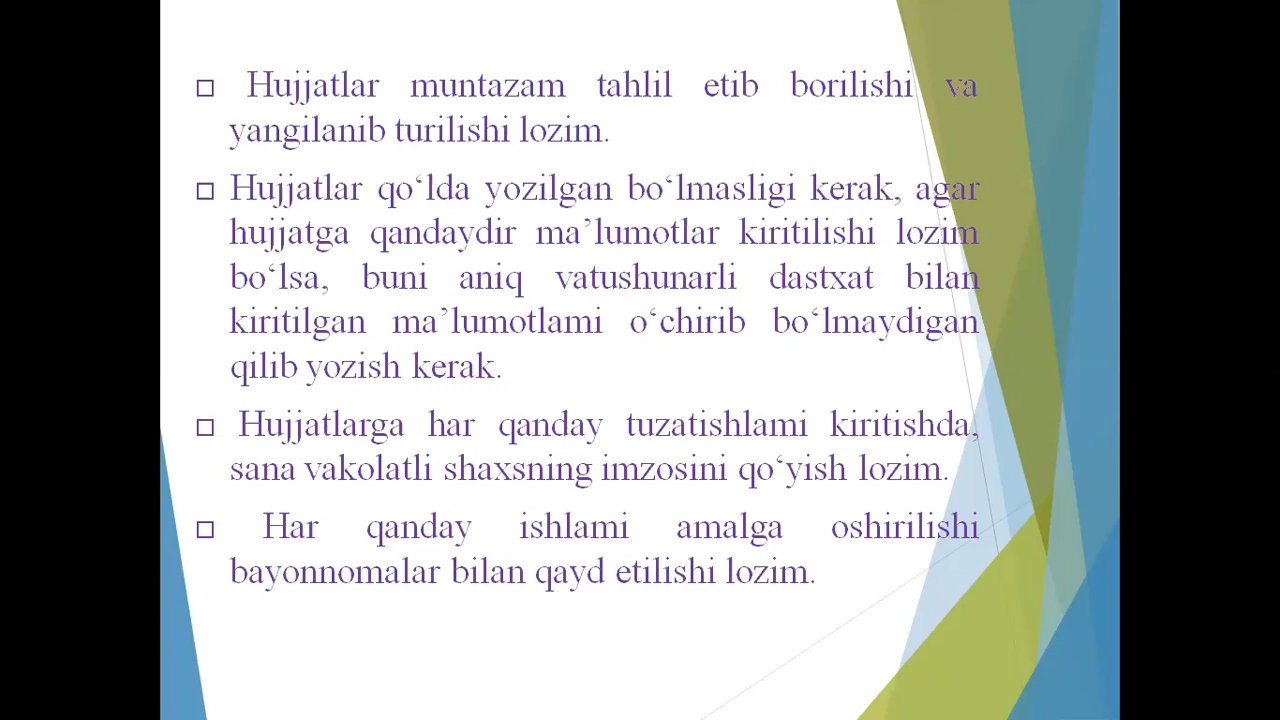 Hujjatlar muntazam tahlil etib borilishi va
yangilanib turilishi lozim.
Hujjatlar qo‘lda yozilgan bo‘lmasligi kerak, agar
hujjatga qandaydir ma’lumotlar kiritilishi lozim
bo‘lsa, buni aniq vatushunarli dastxat bilan
kiritilgan ma’lumotlami o‘chirib bo‘lmaydigan
qilib yozish kerak.
Hujjatlarga har qanday tuzatishlami kiritishda,
sana vakolatli shaxsning imzosini qo‘yish lozim.
Har qanday ishlami amalga oshirilishi
bayonnomalar bilan qayd etilishi lozim.